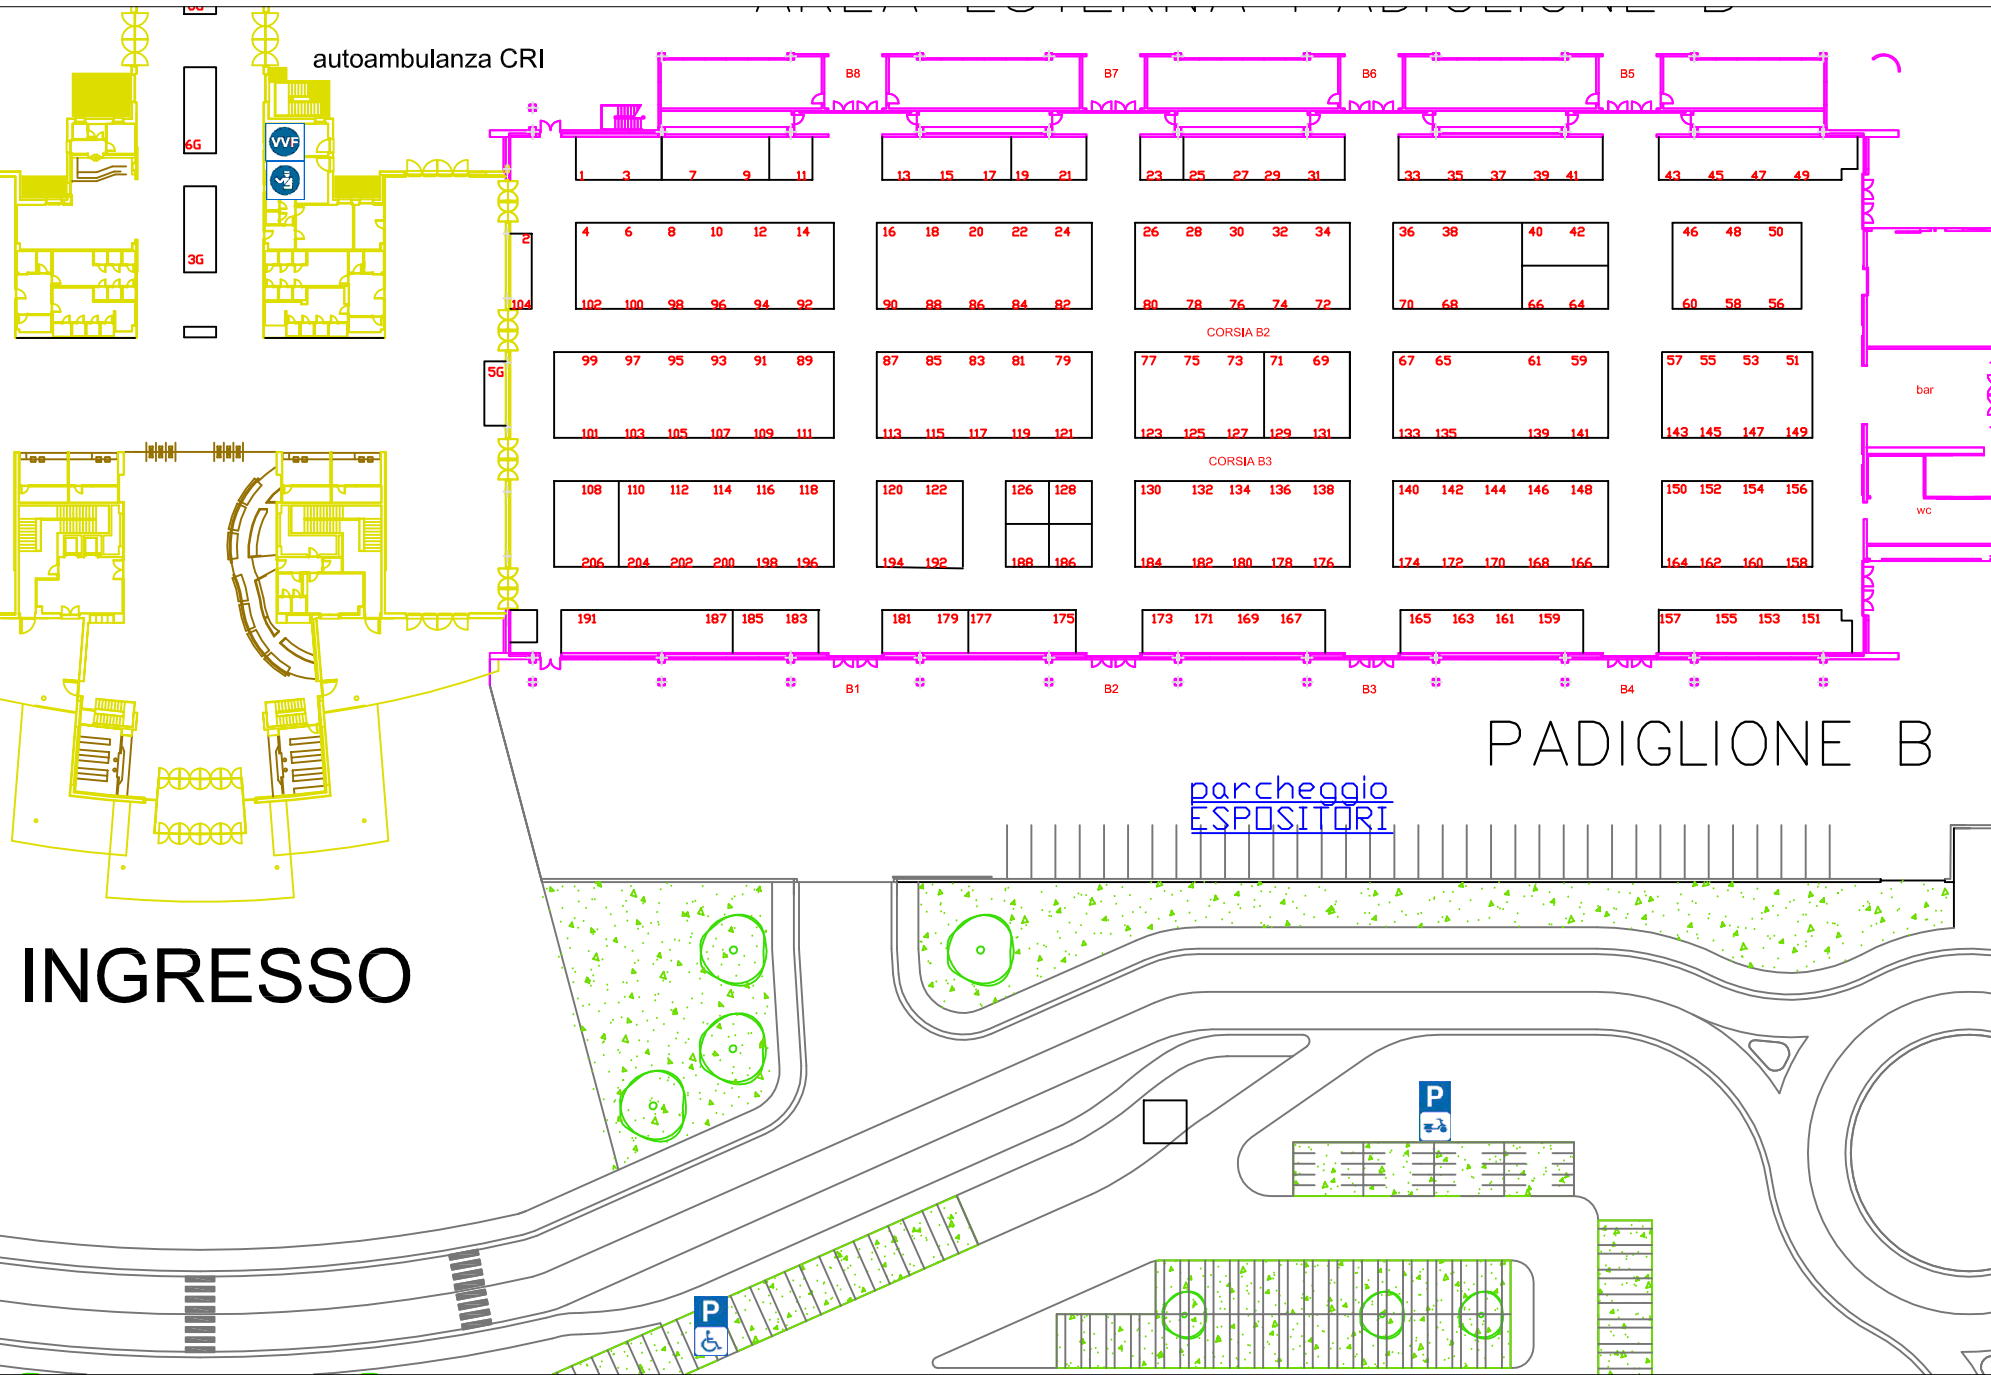 AREA ESTERNA PADIGLIONE B
autoambulanza CRI
B8 B7 B6 B5
VVF
6G
3G
5G
1 3 7 9 11 13 15 17 19 21 23 25 27 29 31 33 35 37 39 41 43 45 47 49
2 4 6 8 10 12 14 16 18 20 22 24 26 28 30 32 34 36 38 40 42 46 48 50
104 102 100 98 96 94 92 90 88 86 84 82 80 78 76 74 72 70 68 66 64 60 58 56
CORSIA B2
99 97 95 93 91 89 87 85 83 81 79 77 75 73 71 69 67 65 61 59 57 55 53 51
bar
101 103 105 107 109 111 113 115 117 119 121 123 125 127 129 131 133 135 139 141 143 145 147 149
CORSIA B3
108 110 112 114 116 118 120 122 126 128 130 132 134 136 138 140 142 144 146 148 150 152 154 156
wc
206 204 202 200 198 196 194 192 188 186 184 182 180 178 176 174 172 170 168 166 164 162 160 158
191 187 185 183 181 179 177 175 173 171 169 167 165 163 161 159 157 155 153 151
B1 B2 B3 B4
PADIGLIONE B
parcheggio
ESPOSITORI
INGRESSO
P
P